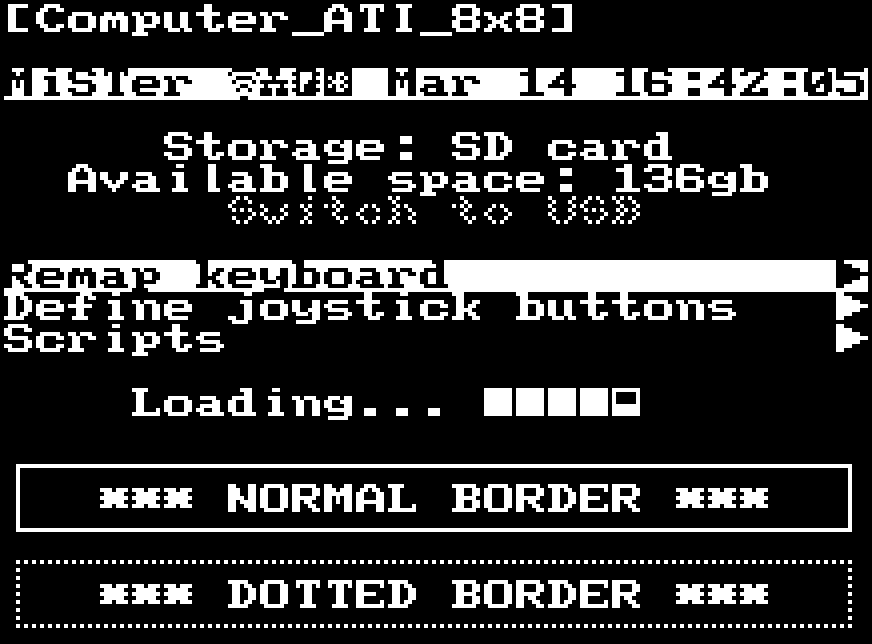 [Computer_ATI_8x8]
MiSTer Mar 14 16:42:05
Storage: SD card
Available space: 136gb
Switch to USB
Remap keyboard
Define joystick buttons
Scripts
Loading...
*** NORMAL BORDER ***
*** DOTTED BORDER ***